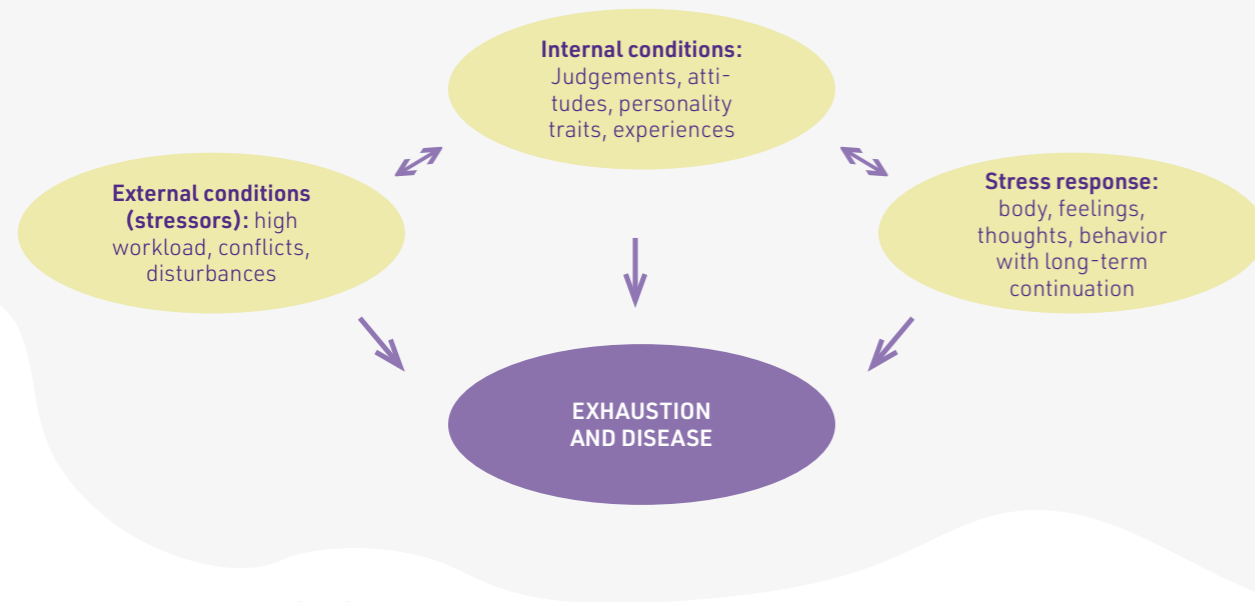 Internal conditions:
Judgements, atti-
tudes, personality
traits, experiences
External conditions
(stressors): high
workload, conflicts,
disturbances
Stress response:
body, feelings,
thoughts, behavior
with long-term
continuation
EXHAUSTION
AND DISEASE